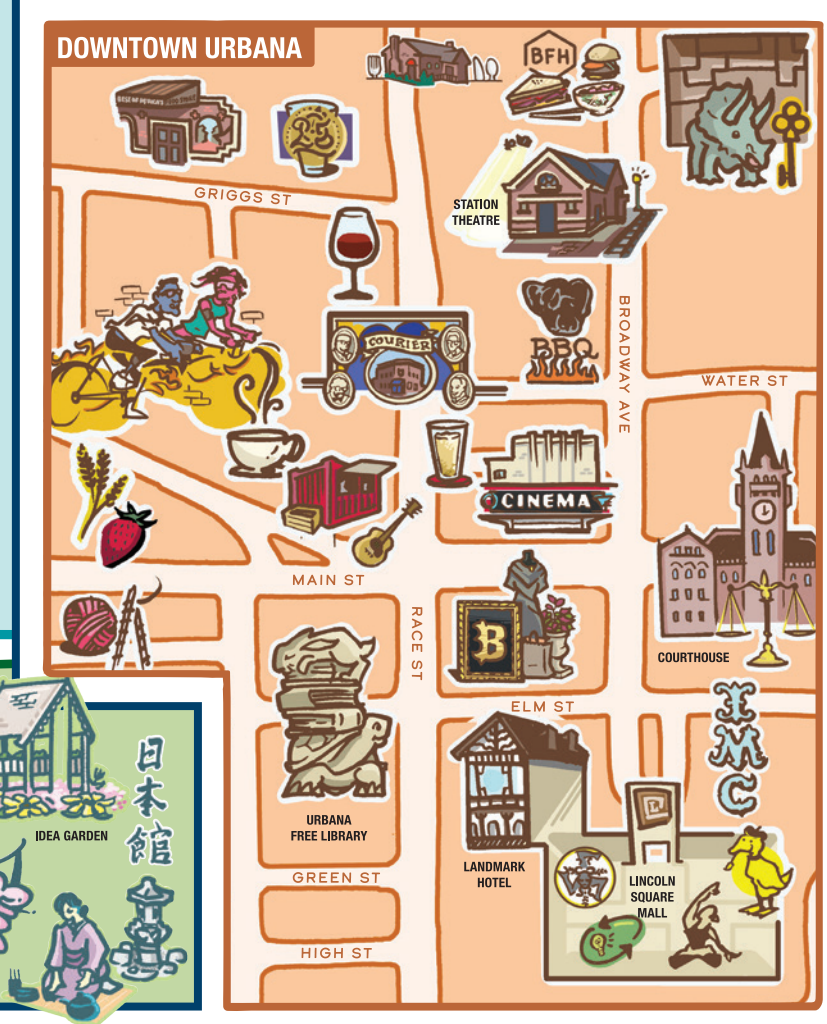 DOWNTOWN URBANA
BFH
25
GRIGGS ST
STATION
THEATRE
COURIER
BROADWAY AVE
BBQ
WATER ST
CINEMA
MAIN ST
RACE ST
B
COURTHOUSE
ELM ST
IMC
URBANA
FREE LIBRARY
LANDMARK
HOTEL
LINCOLN
SQUARE
MALL
GREEN ST
HIGH ST
IDEA GARDEN
日
本
館